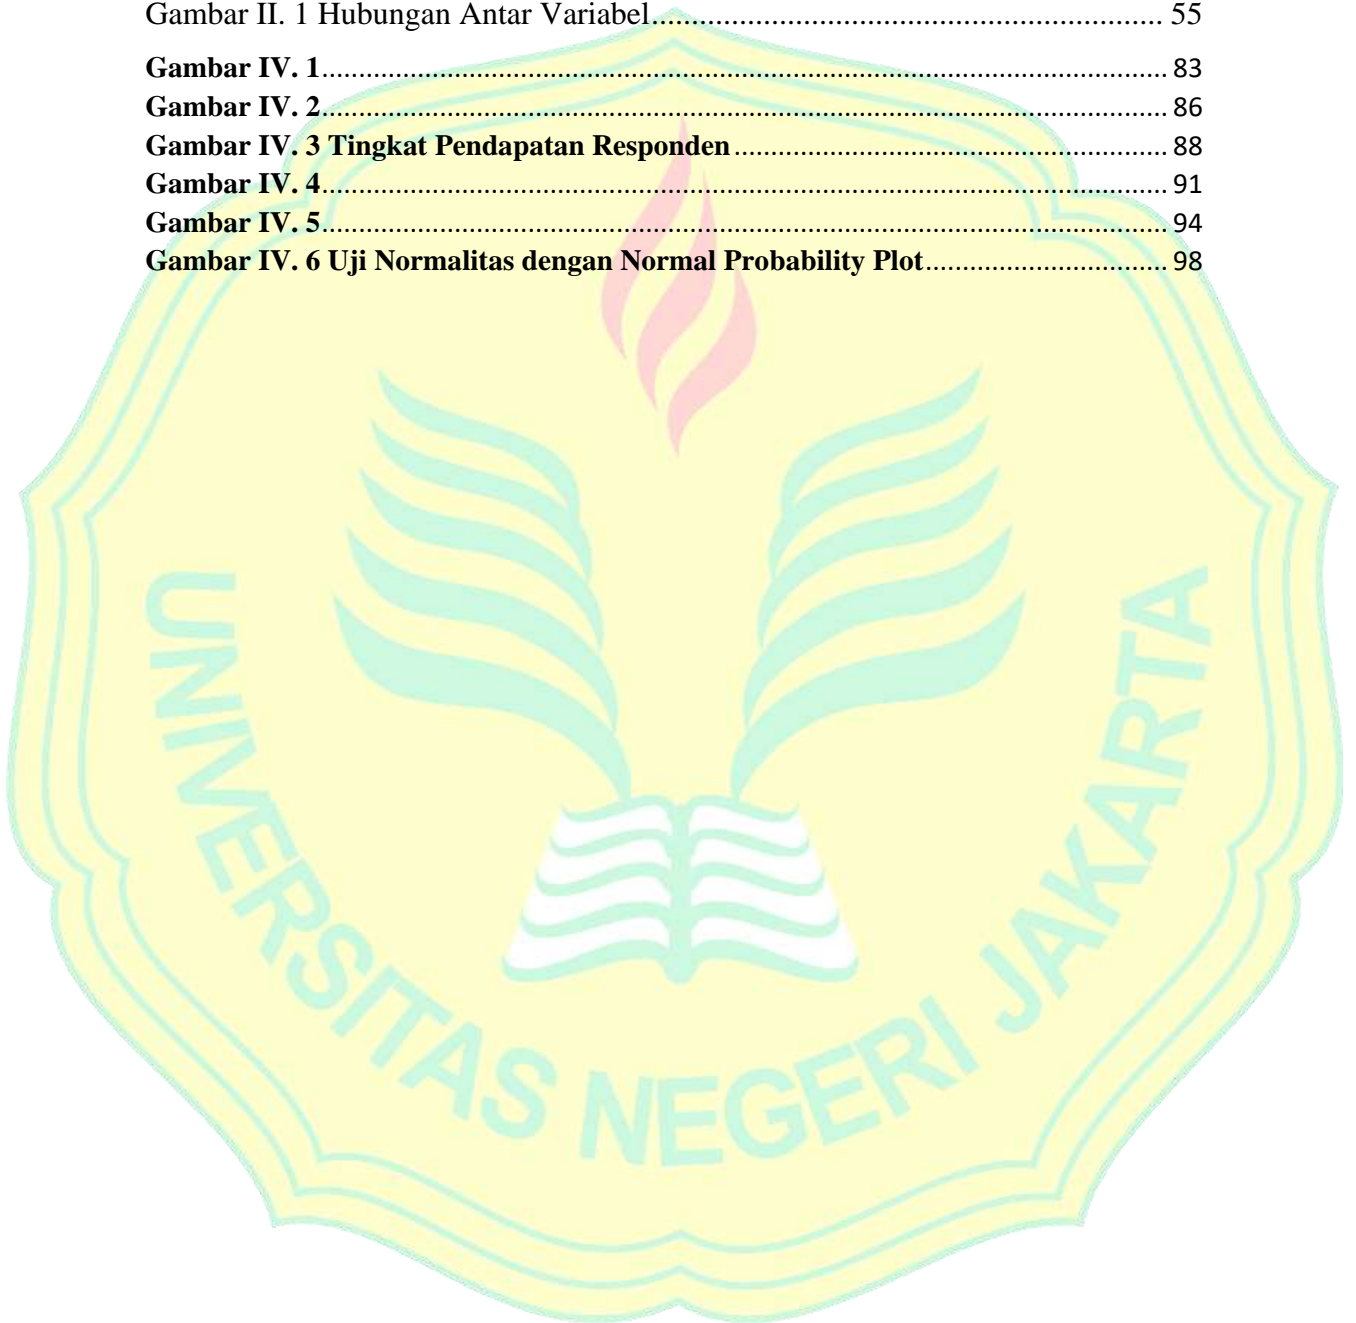 Gambar II. 1 Hubungan Antar Variabel.............................................................. 55
Gambar IV. 1.................................................................................................................. 83
Gambar IV. 2.................................................................................................................. 86
Gambar IV. 3 Tingkat Pendapatan Responden........................................................... 88
Gambar IV. 4.................................................................................................................. 91
Gambar IV. 5.................................................................................................................. 94
Gambar IV. 6 Uji Normalitas dengan Normal Probability Plot................................. 98
UNIVERSITAS NEGERI JAKARTA